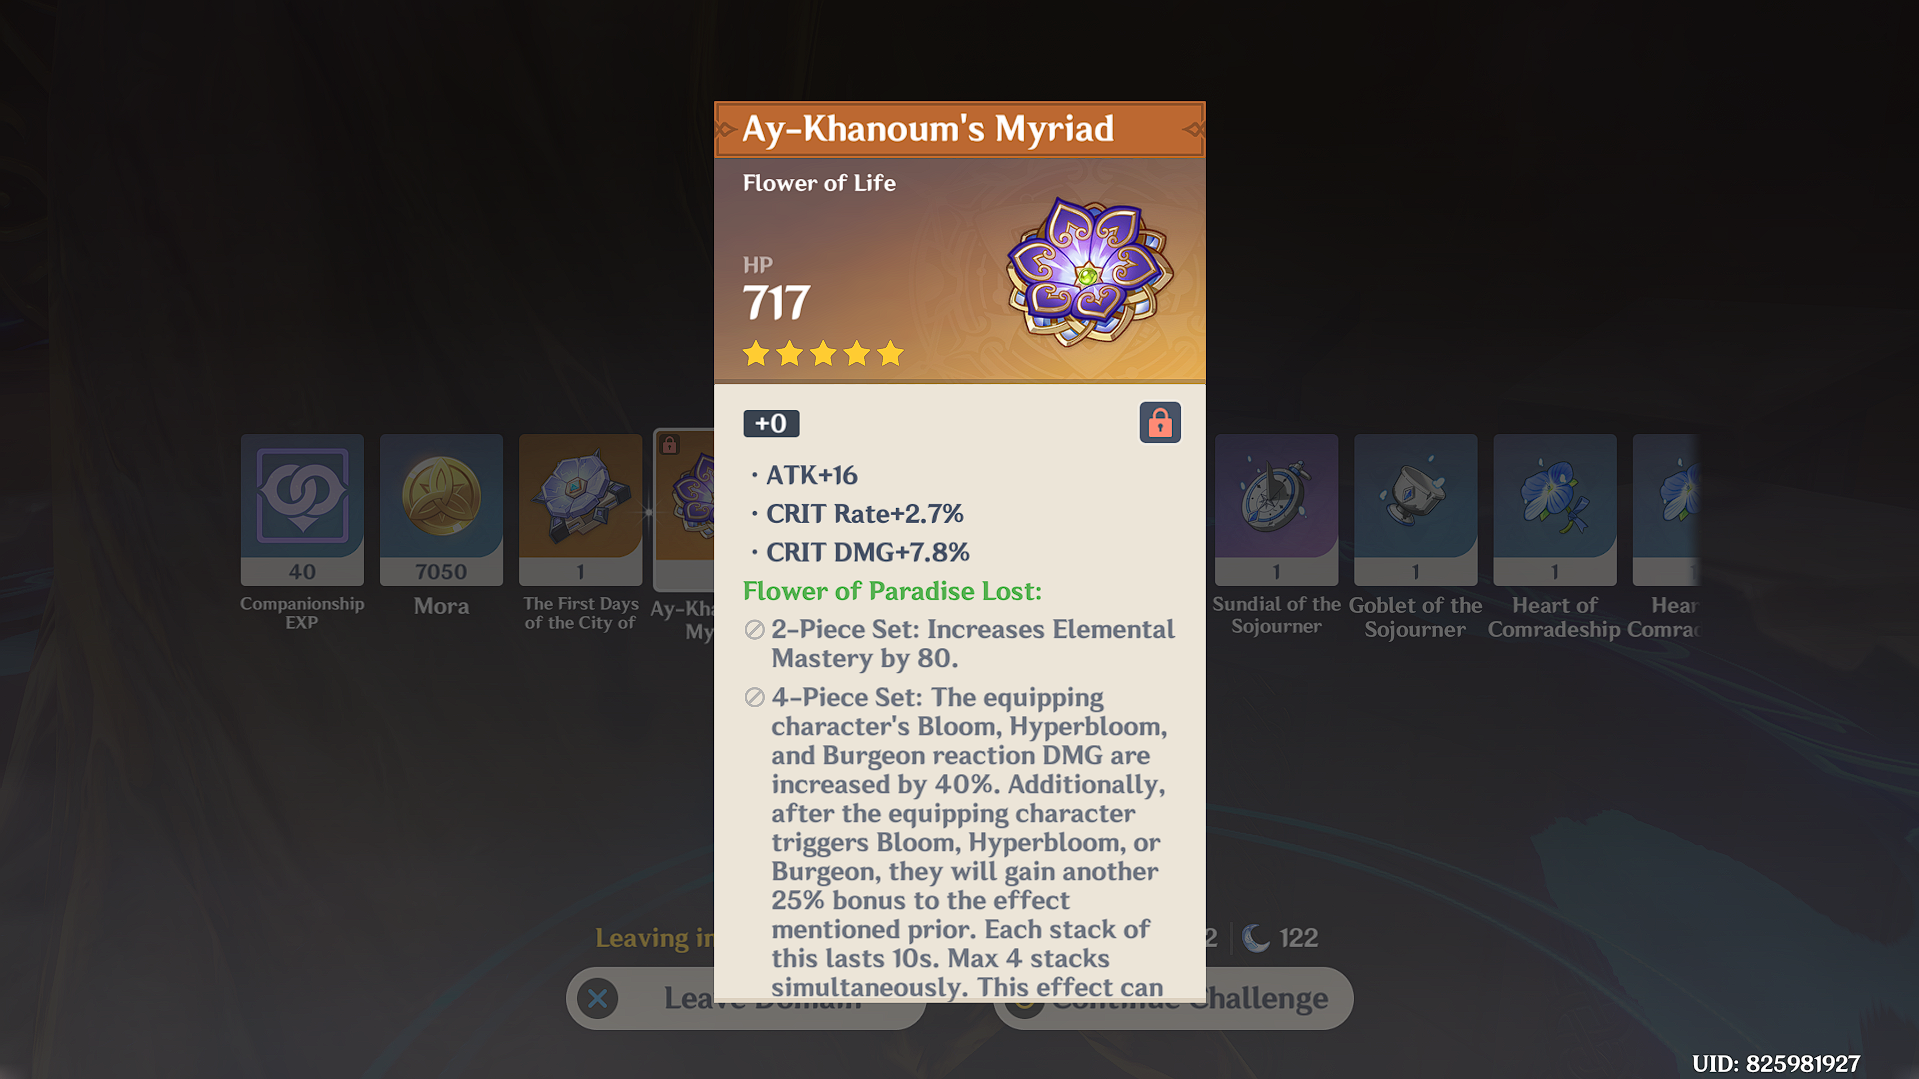 Ay-Khanoum's Myriad
Flower of Life
HP
717
+0
· ATK+16
· CRIT Rate+2.7%
· CRIT DMG+7.8%
Flower of Paradise Lost:
2-Piece Set: Increases Elemental
Mastery by 80.
4-Piece Set: The equipping
character's Bloom, Hyperbloom,
and Burgeon reaction DMG are
increased by 40%. Additionally,
after the equipping character
triggers Bloom, Hyperbloom, or
Burgeon, they will gain another
25% bonus to the effect
mentioned prior. Each stack of
this lasts 10s. Max 4 stacks
simultaneously. This effect can
40
Companionship
EXP
7050
Mora
1
The First Days
of the City of
Ay-Kha
My
1
Sundial of the
Sojourner
1
Goblet of the
Sojourner
1
Heart of
Comradeship
1
Hear
Comrad
Leaving in
2
122
Leave Domain
Continue Challenge
UID: 825981927